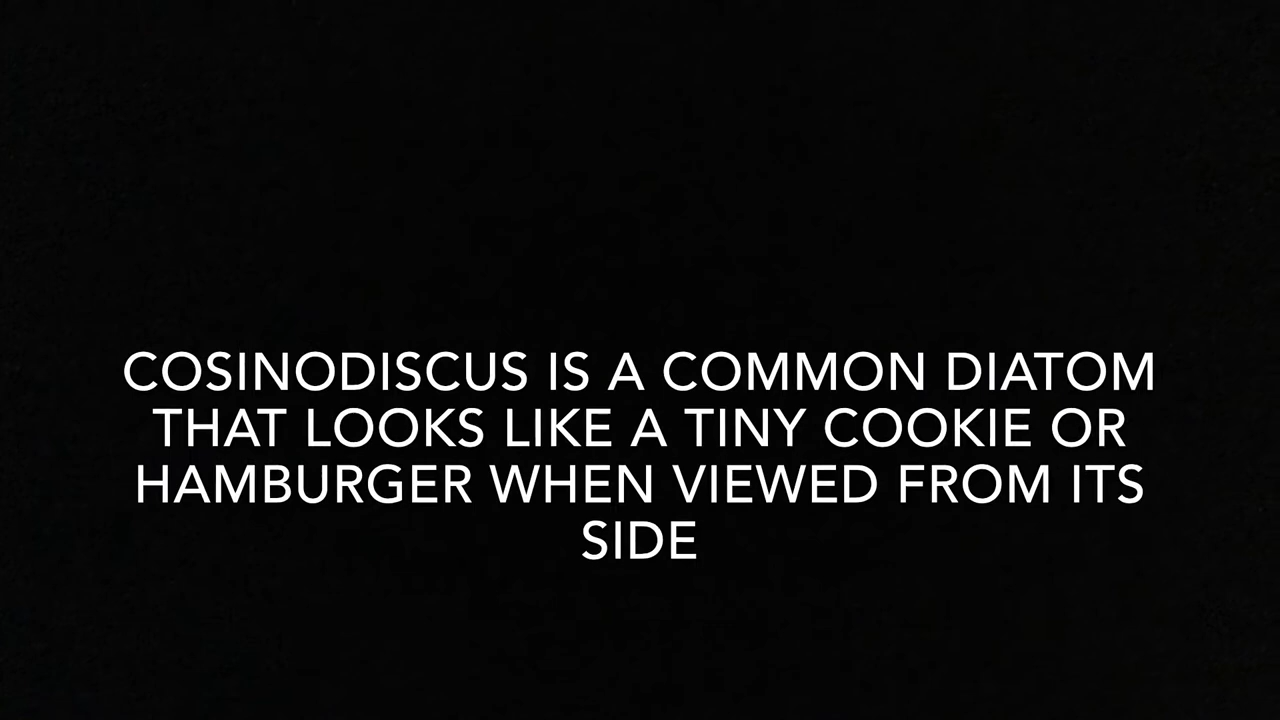 COSINODISCUS IS A COMMON DIATOM
THAT LOOKS LIKE A TINY COOKIE OR
HAMBURGER WHEN VIEWED FROM ITS
SIDE